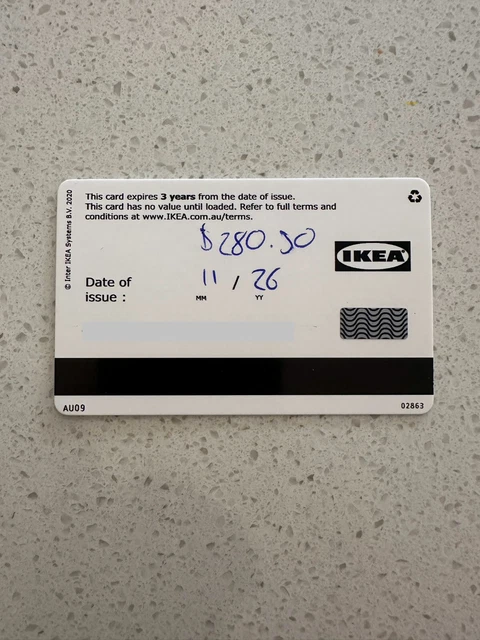 This card expires 3 years from the date of issue.
This card has no value until loaded. Refer to full terms and
conditions at www.IKEA.com.au/terms.
© Inter IKEA Systems B.V. 2020
$280.50
IKEA
Date of
issue :
11 / 26
MM YY
AU09
02863